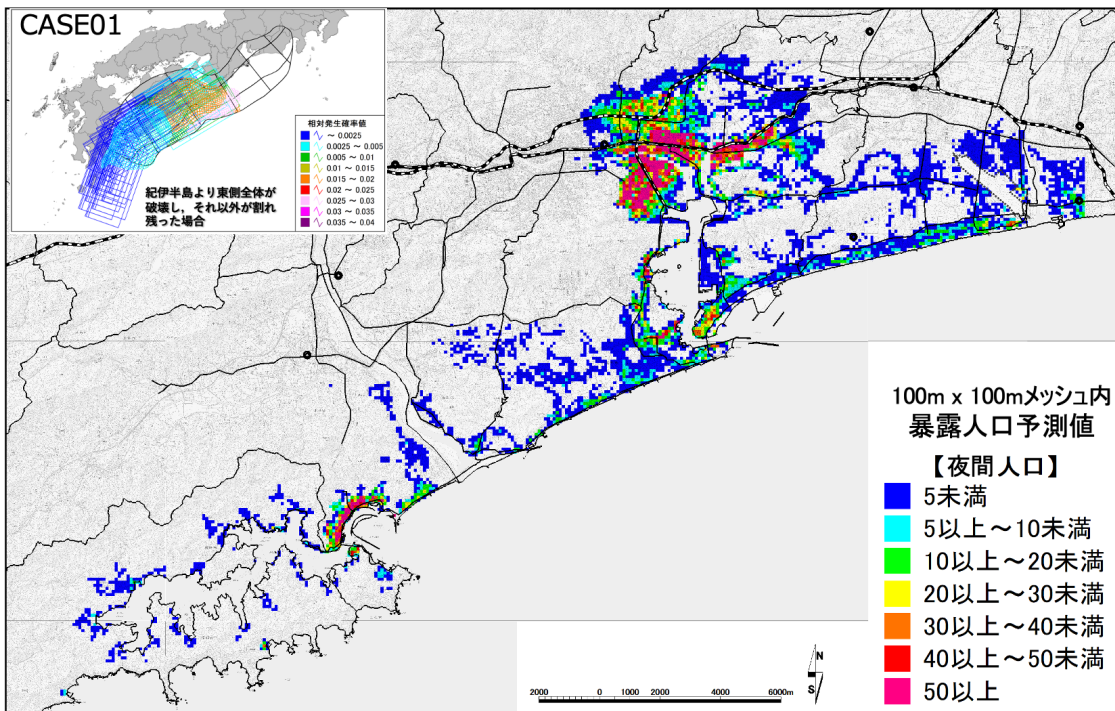 CASE01
相対発生確率値
～ 0.0025
0.0025 ～ 0.005
0.005 ～ 0.01
0.01 ～ 0.015
0.015 ～ 0.02
0.02 ～ 0.025
0.025 ～ 0.03
0.03 ～ 0.035
0.035 ～ 0.04
紀伊半島より東側全体が
破壊し，それ以外が割れ
残った場合
100m x 100mメッシュ内
暴露人口予測値
【夜間人口】
5未満
5以上～10未満
10以上～20未満
20以上～30未満
30以上～40未満
40以上～50未満
50以上
N
S
2000 0 2000 4000 6000m